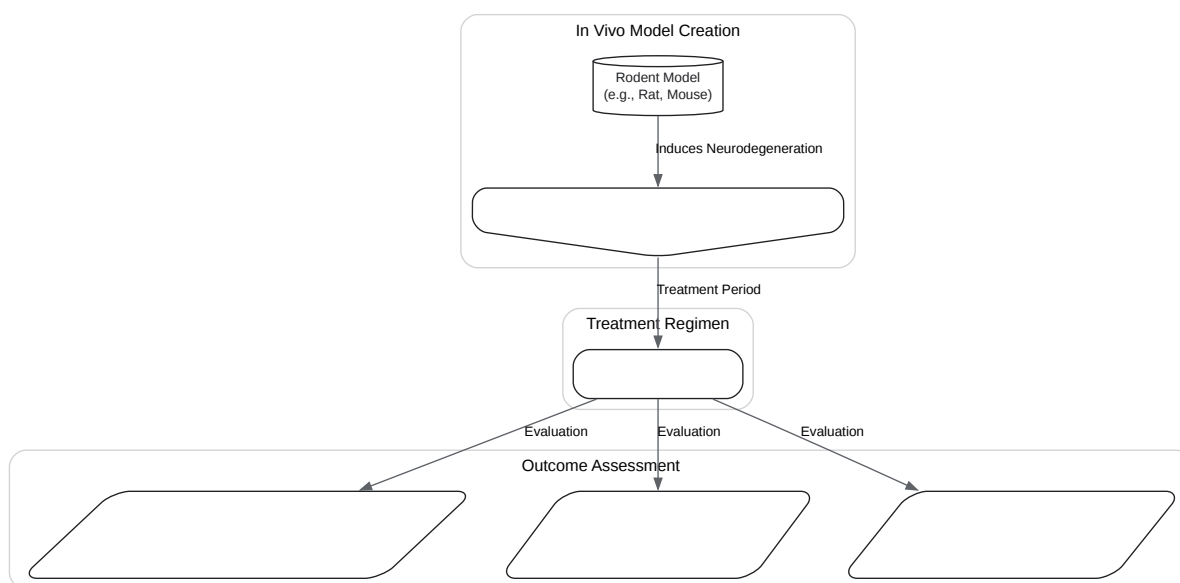 In Vivo Model Creation
Rodent Model
(e.g., Rat, Mouse)
Induces Neurodegeneration
Treatment Period
Treatment Regimen
Evaluation
Evaluation
Evaluation
Outcome Assessment